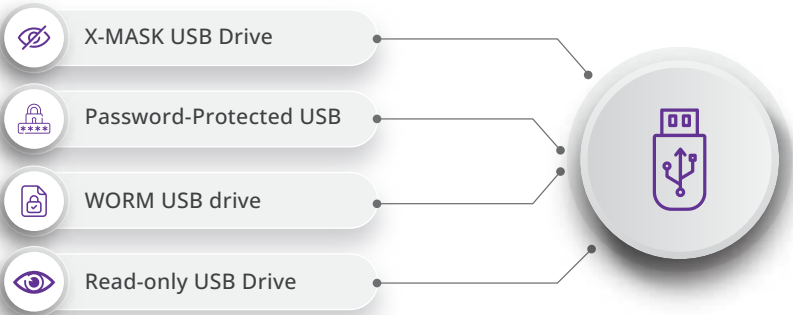 X-MASK USB Drive
Password-Protected USB
****
WORM USB drive
Read-only USB Drive